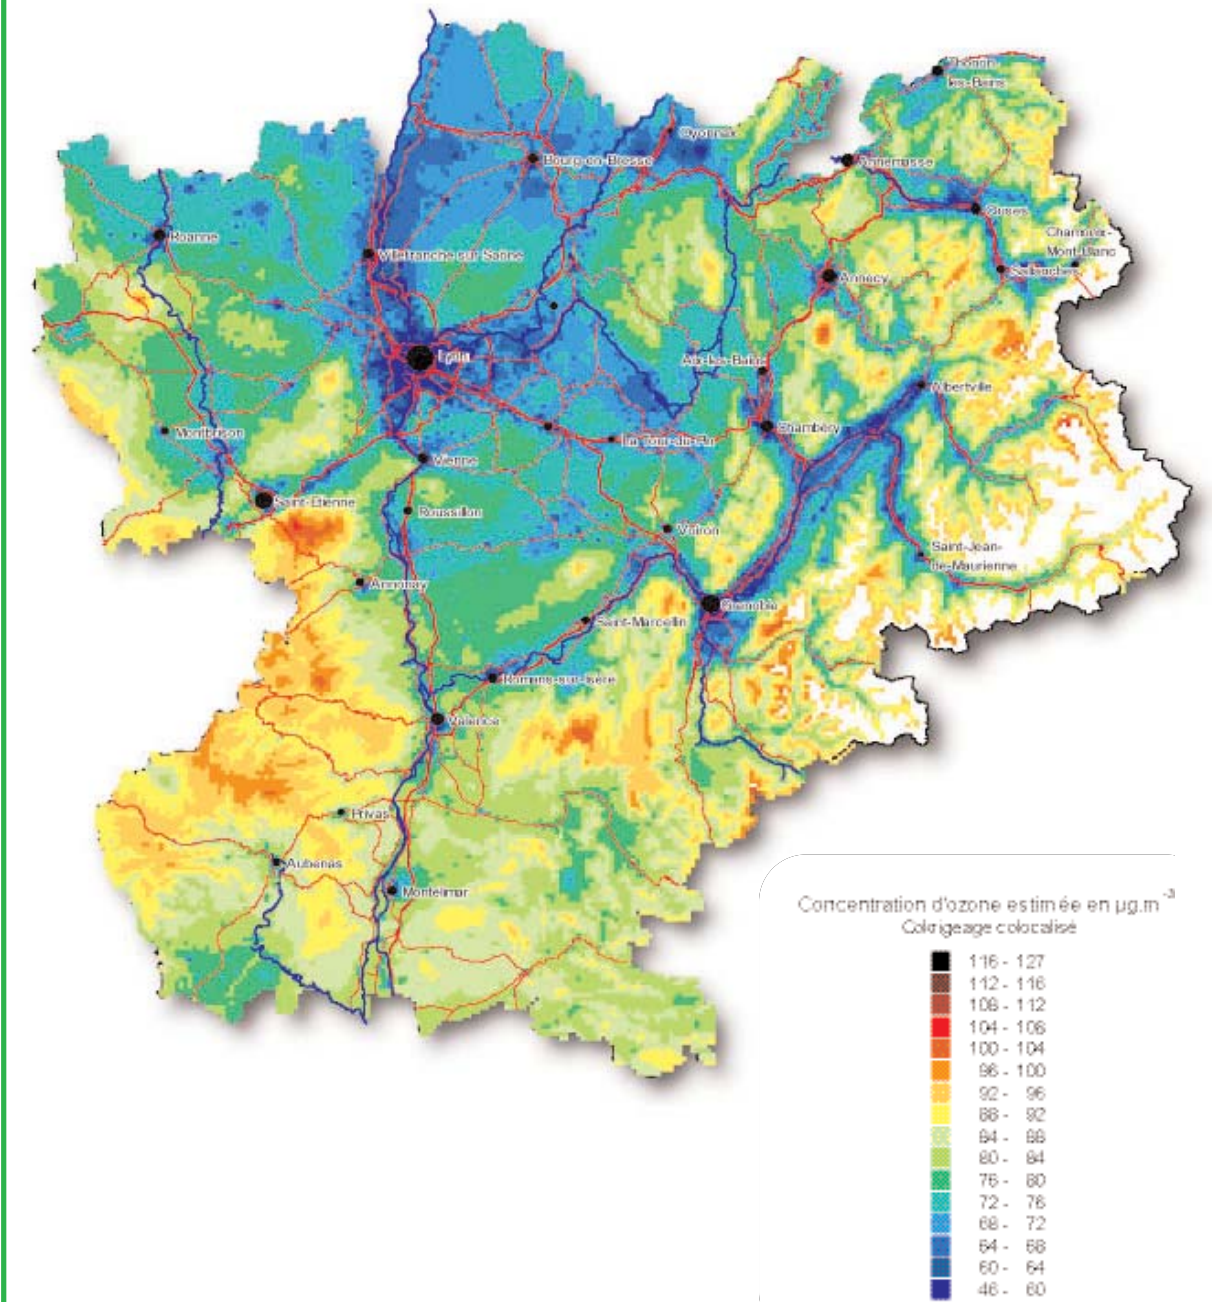 Thonon-
les-Bains
Oyonnax
Bourg-en-Bresse
Annemasse
Cluses
Roanne
Chamonix-
Mont-Blanc
Villefranche sur Saone
Sallanches
Annecy
Lyon
Aix-les-Bains
Albertville
Chambéry
Montbrison
La Tour-du-Pin
Vienne
Saint-Etienne
Roussillon
Voiron
Saint-Jean-
de-Maurienne
Annonay
Grenoble
Saint-Marcellin
Romans-sur-Isère
Valence
Privas
Aubenas
Montélimar
Concentration d'ozone estimée en µg.m-3
Cokrigeage colocalisé
116 - 127
112 - 116
108 - 112
104 - 108
100 - 104
96 - 100
92 - 96
88 - 92
84 - 88
80 - 84
76 - 80
72 - 76
68 - 72
64 - 68
60 - 64
46 - 60